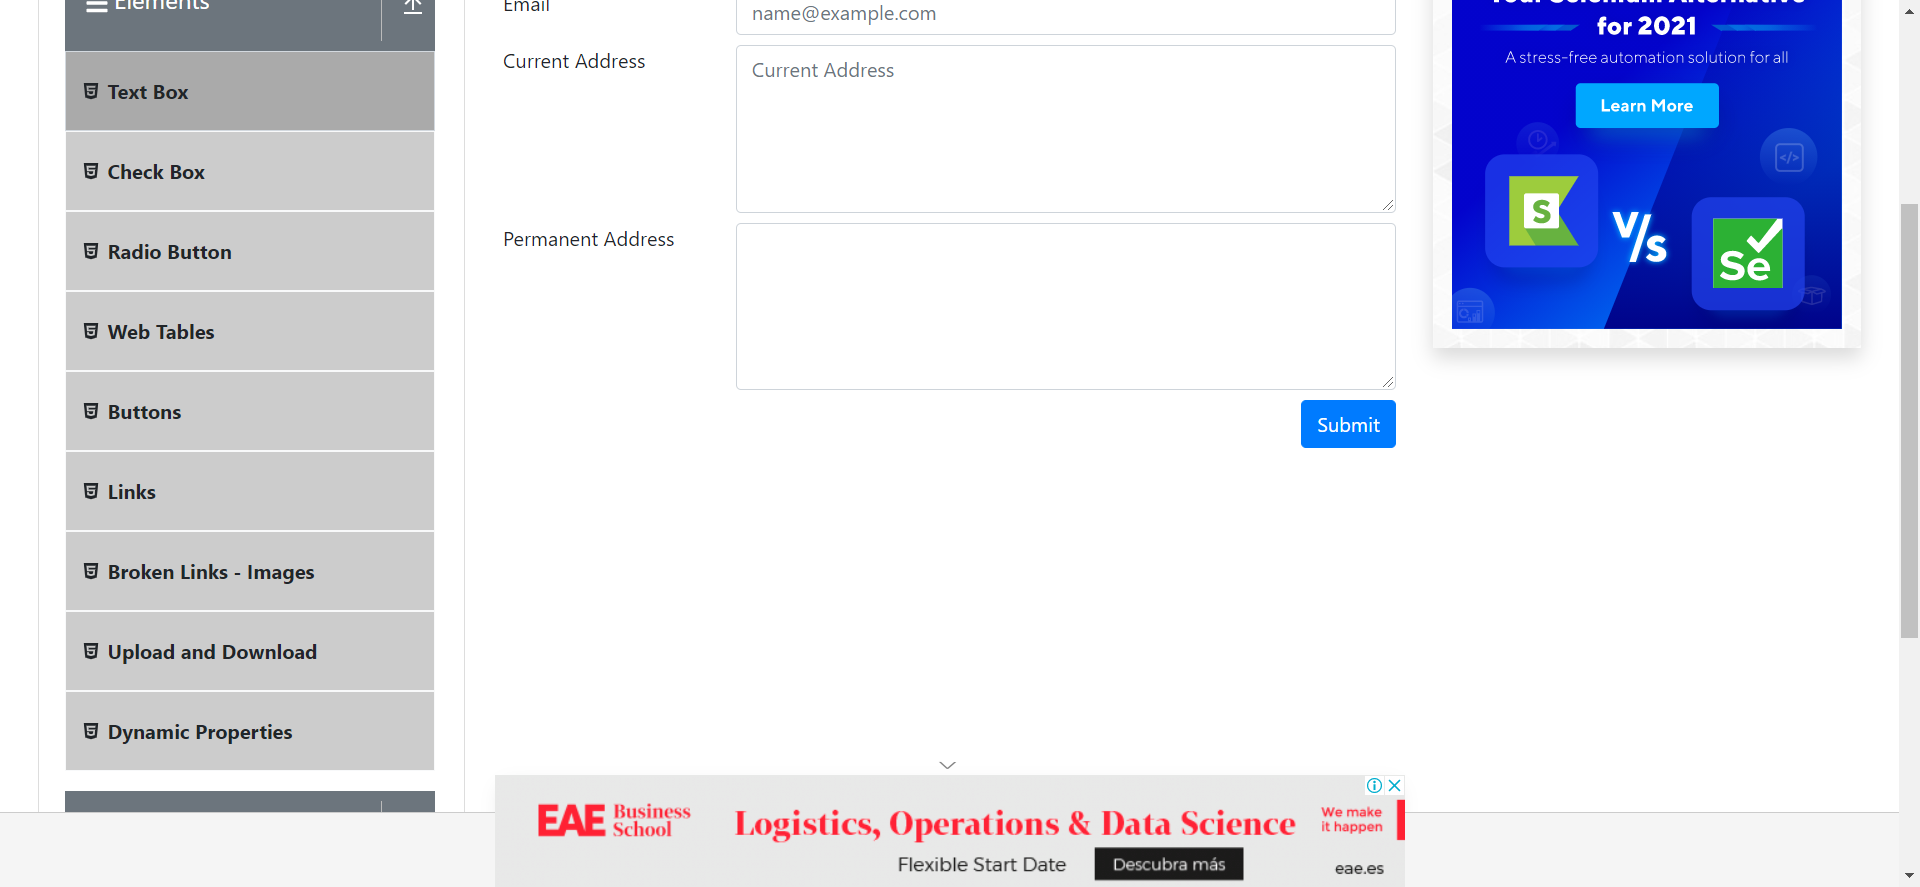 Elements
Text Box
Check Box
Radio Button
Web Tables
Buttons
Links
Broken Links - Images
Upload and Download
Dynamic Properties
Email
name@example.com
Current Address
Current Address
Permanent Address
Submit
Your Selenium Alternative
for 2021
A stress-free automation solution for all
Learn More
S
V/s
Se
EAE Business
School
Logistics, Operations & Data Science
Flexible Start Date
Descubra más
We make
it happen
eae.es